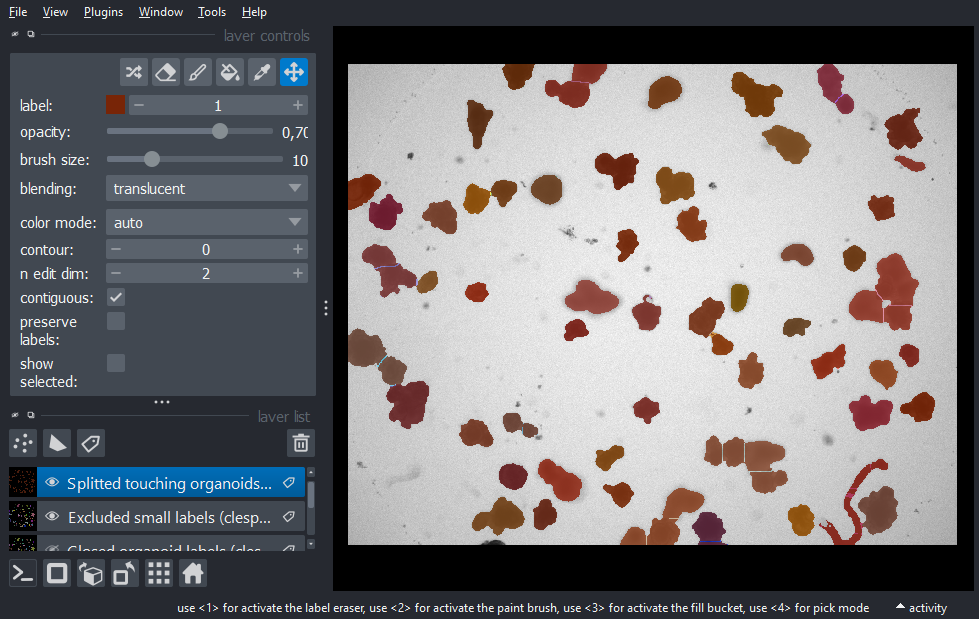 File View Plugins Window Tools Help
layer controls
label: 1
opacity: 0,70
brush size: 10
blending: translucent
color mode: auto
contour: 0
n edit dim: 2
contiguous:
preserve
labels:
show
selected:
layer list
Splitted touching organoids...
Excluded small labels (clesp...
Closed organoid labels (cles...
use <1> for activate the label eraser, use <2> for activate the paint brush, use <3> for activate the fill bucket, use <4> for pick mode activity